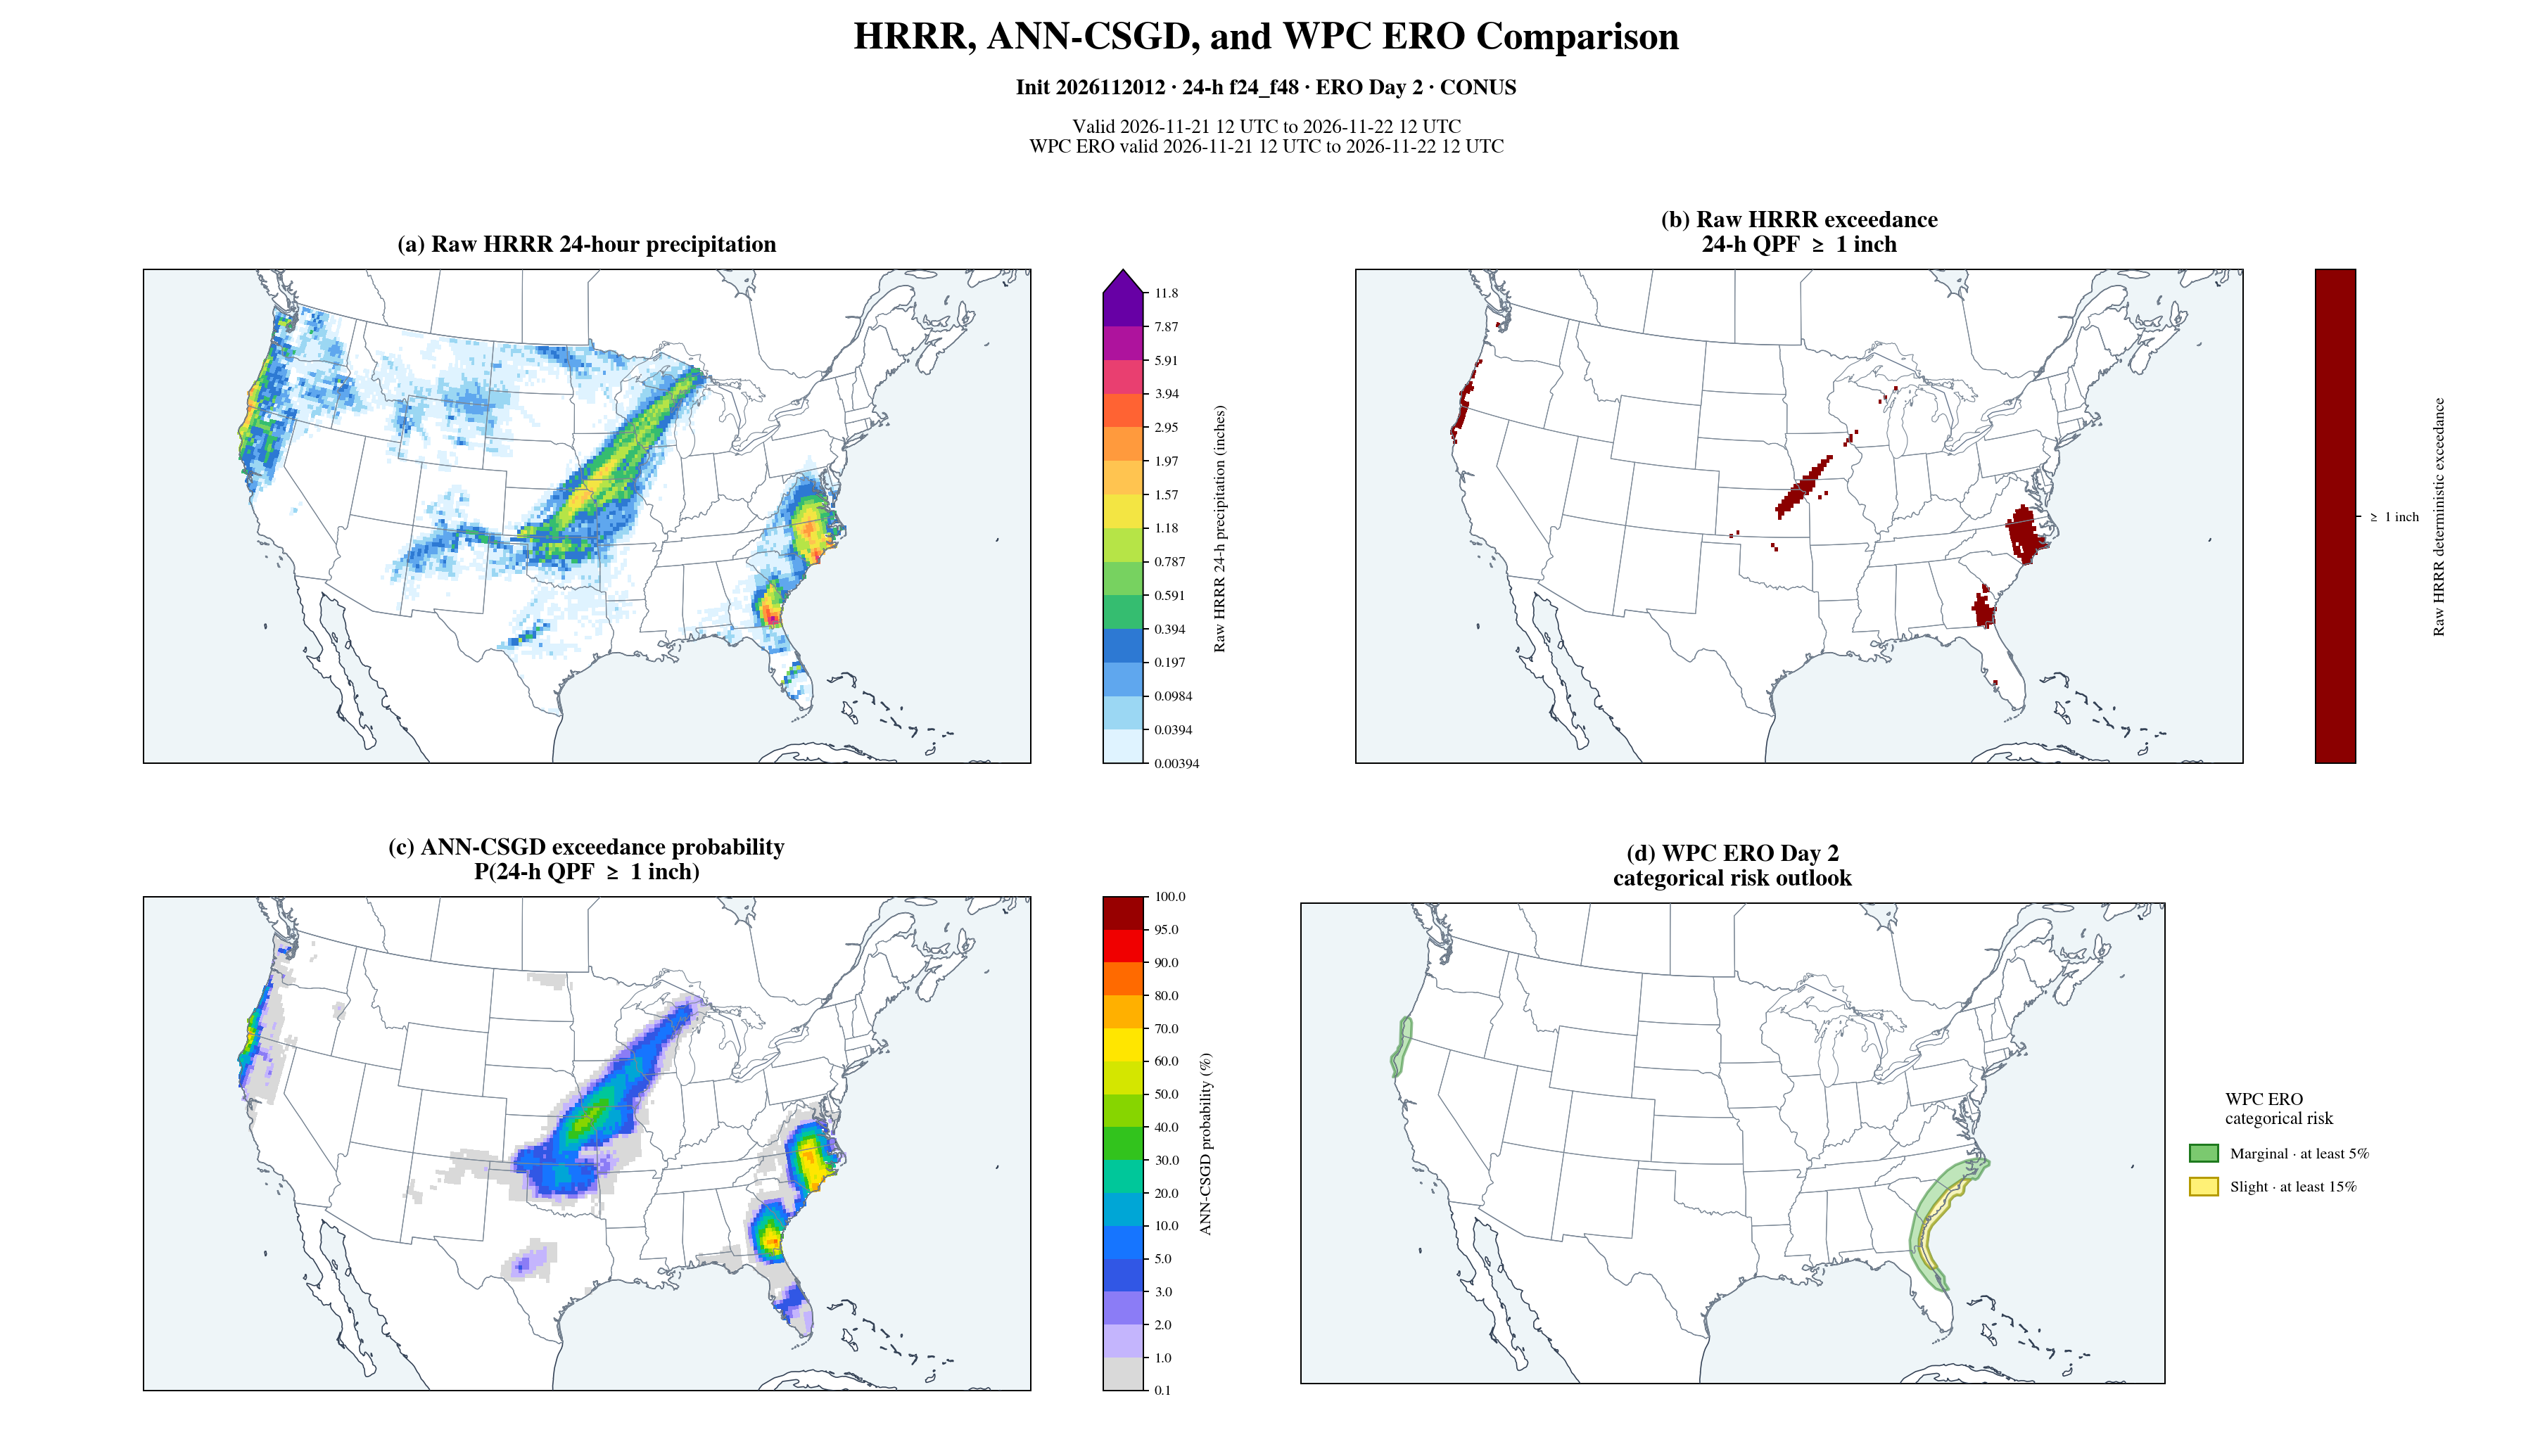 HRRR, ANN-CSGD, and WPC ERO Comparison
Init 2026112012 · 24-h f24_f48 · ERO Day 2 · CONUS
Valid 2026-11-21 12 UTC to 2026-11-22 12 UTC
WPC ERO valid 2026-11-21 12 UTC to 2026-11-22 12 UTC
(a) Raw HRRR 24-hour precipitation
11.8
7.87
5.91
3.94
2.95
1.97
1.57
1.18
0.787
0.591
0.394
0.197
0.0984
0.0394
0.00394
Raw HRRR 24-h precipitation (inches)
(b) Raw HRRR exceedance
24-h QPF ≥ 1 inch
≥ 1 inch
Raw HRRR deterministic exceedance
(c) ANN-CSGD exceedance probability
P(24-h QPF ≥ 1 inch)
100.0
95.0
90.0
80.0
70.0
60.0
50.0
40.0
30.0
20.0
10.0
5.0
3.0
2.0
1.0
0.1
ANN-CSGD probability (%)
(d) WPC ERO Day 2
categorical risk outlook
WPC ERO
categorical risk
Marginal · at least 5%
Slight · at least 15%